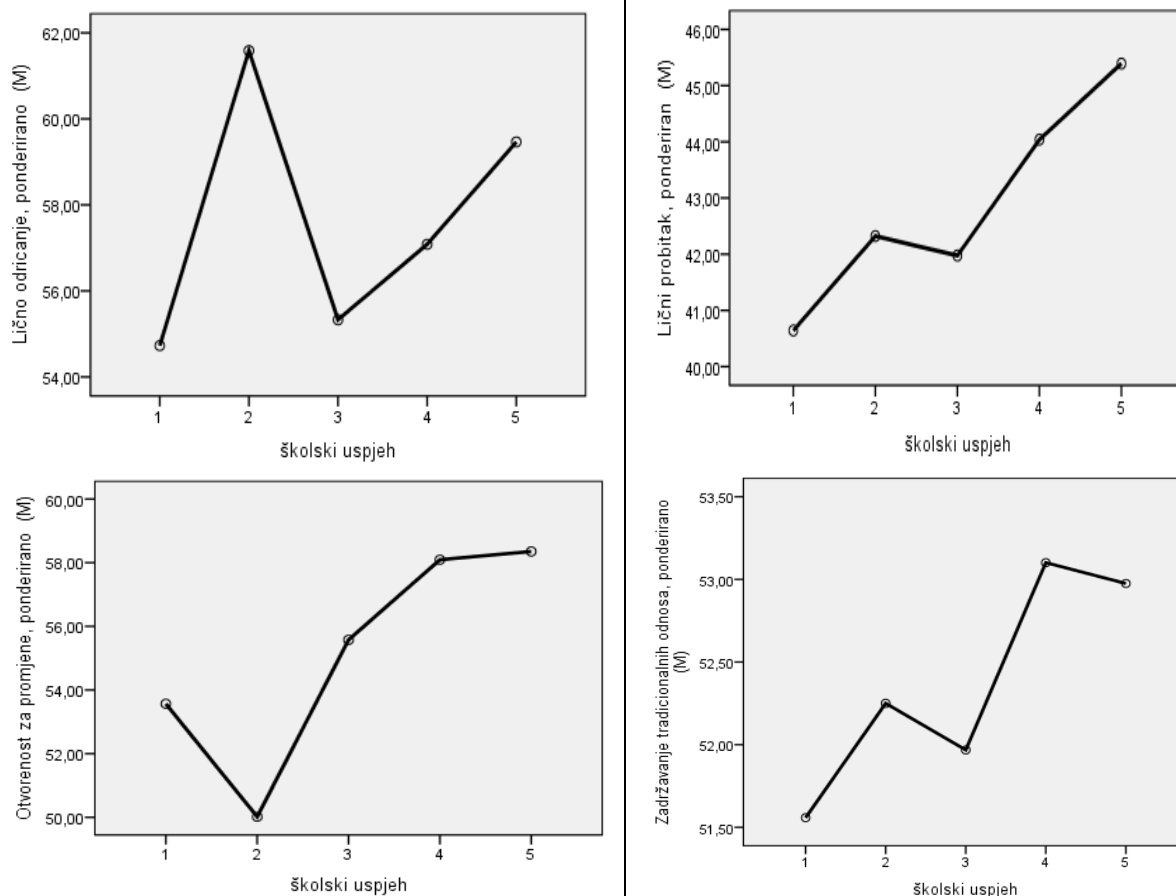 Lično odricanje, ponderirano (M)
62,00
60,00
58,00
56,00
54,00
1 2 3 4 5
školski uspjeh
Lični probitak, ponderiran (M)
46,00
45,00
44,00
43,00
42,00
41,00
40,00
1 2 3 4 5
školski uspjeh
Otvorenost za promjene, ponderirano (M)
60,00
58,00
56,00
54,00
52,00
50,00
1 2 3 4 5
školski uspjeh
Zadržavanje tradicionalnih odnosa, ponderirano
(M)
53,50
53,00
52,50
52,00
51,50
1 2 3 4 5
školski uspjeh